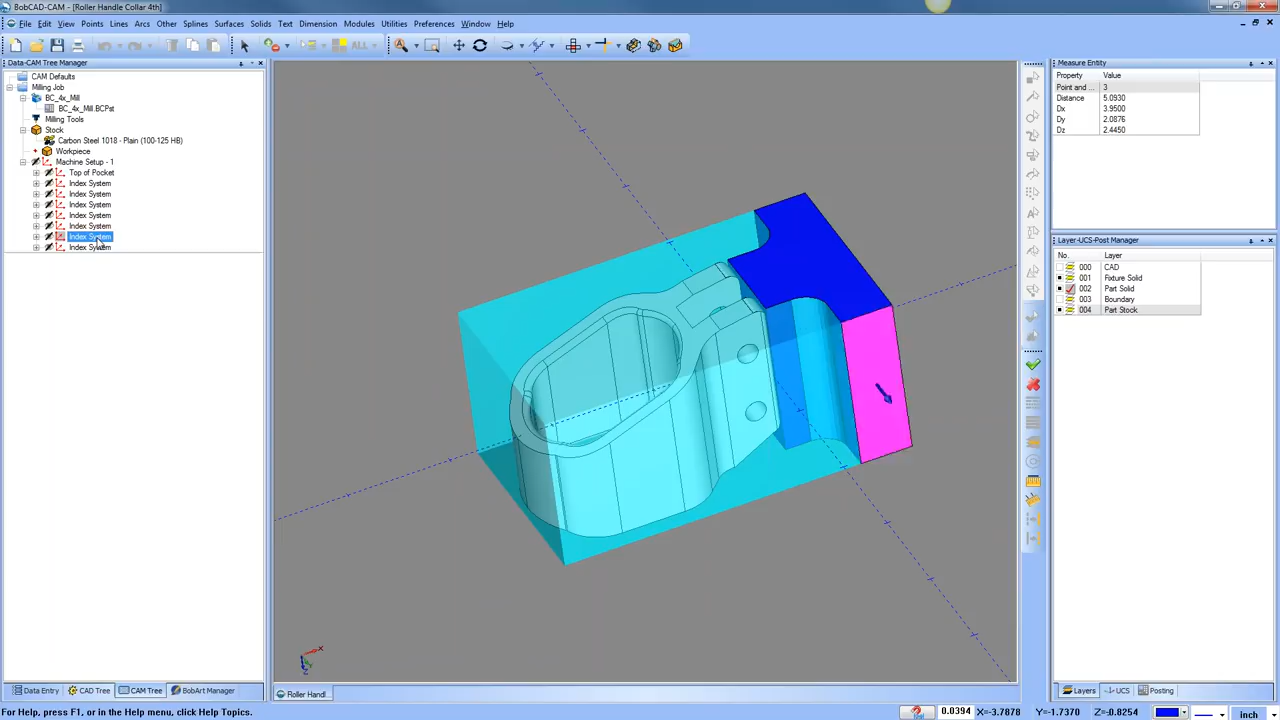 BobCAD-CAM - [Roller Handle Collar 4th]
File Edit View Points Lines Arcs Other Splines Surfaces Solids Text Dimension Modules Utilities Preferences Window Help
ALL
Data-CAM Tree Manager
CAM Defaults
Milling Job
BC_4x_Mill
BC_4x_Mill.BCPst
Milling Tools
Stock
Carbon Steel 1018 - Plain (100-125 HB)
Workpiece
Machine Setup - 1
Top of Pocket
Index System
Index System
Index System
Index System
Index System
Index System
Index System
Measure Entity
Property Value
Point and ... 3
Distance 5.0930
Dx 3.9500
Dy 2.0876
Dz 2.4450
Layer-UCS-Post Manager
No. Layer
000 CAD
001 Fixture Solid
002 Part Solid
003 Boundary
004 Part Stock
Data Entry CAD Tree CAM Tree BobArt Manager
Roller Handl...
Layers UCS Posting
For Help, press F1, or in the Help menu, click Help Topics.
0.0394 X=-3.7878 Y=-1.7370 Z=-0.8254 inch